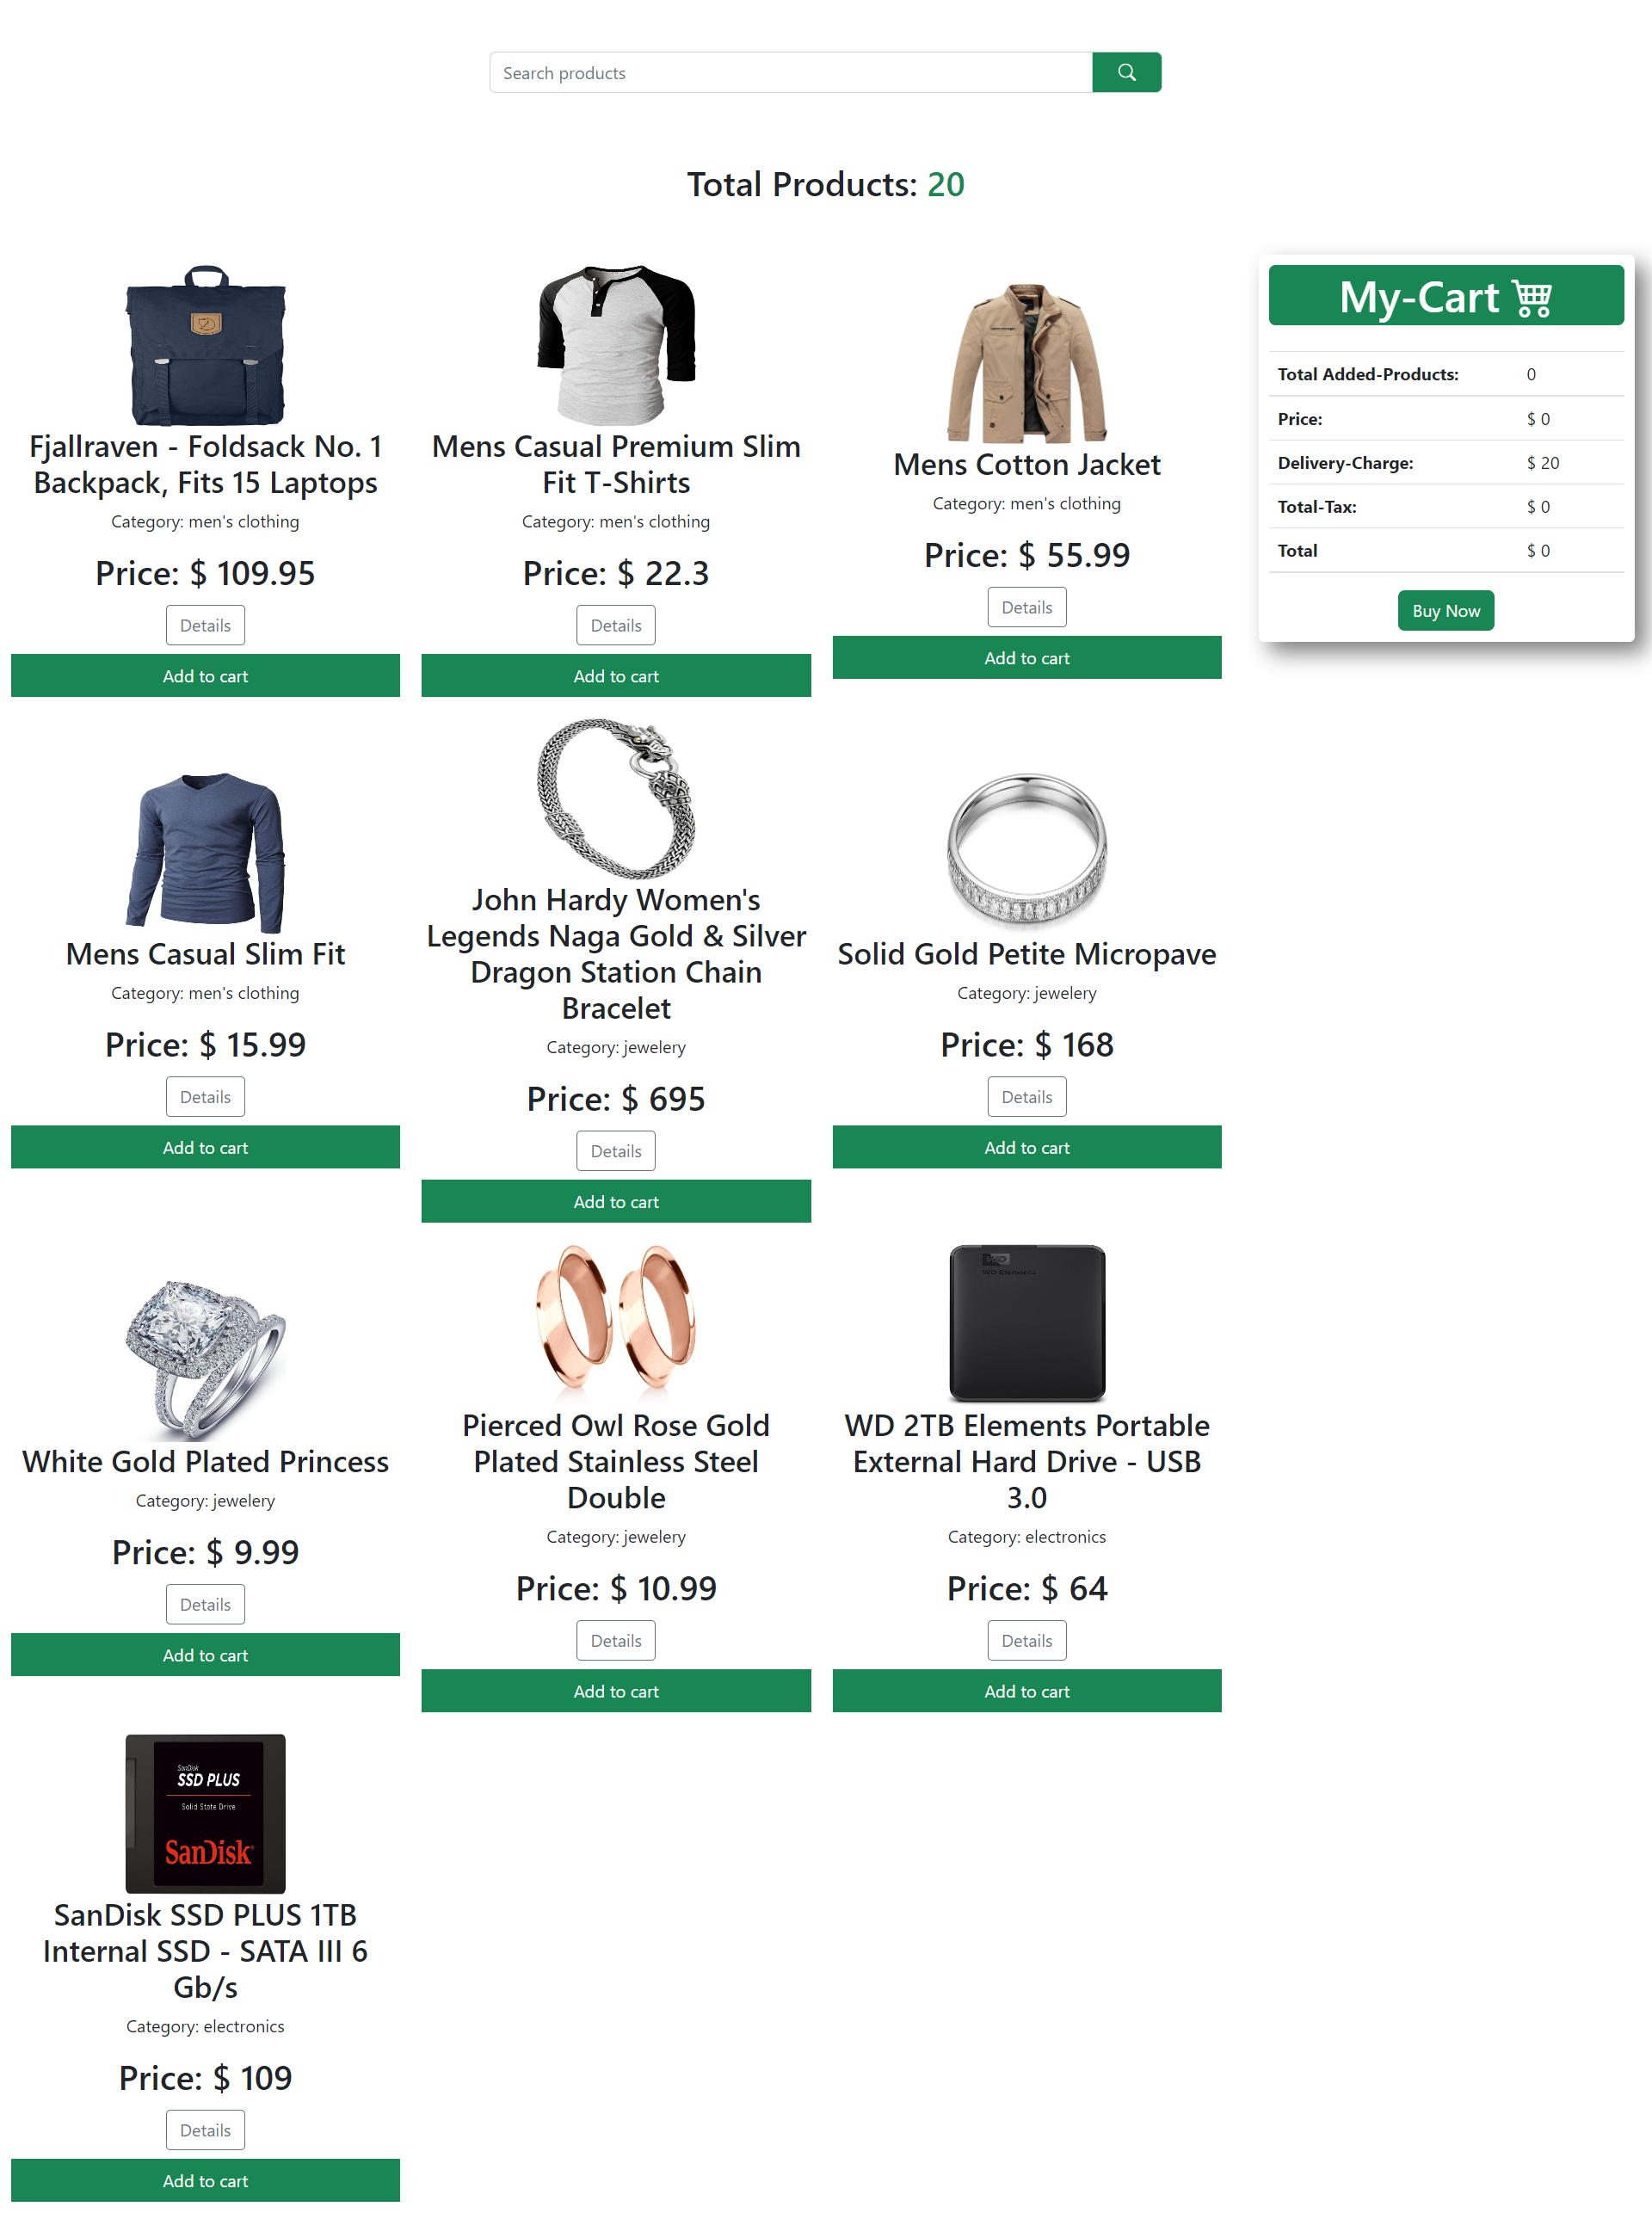 Search products
Total Products: 20
Fjallraven - Foldsack No. 1
Backpack, Fits 15 Laptops
Category: men's clothing
Price: $ 109.95
Details
Add to cart
Mens Casual Premium Slim
Fit T-Shirts
Category: men's clothing
Price: $ 22.3
Details
Add to cart
Mens Cotton Jacket
Category: men's clothing
Price: $ 55.99
Details
Add to cart
My-Cart
Total Added-Products: 0
Price: $ 0
Delivery-Charge: $ 20
Total-Tax: $ 0
Total $ 0
Buy Now
Mens Casual Slim Fit
Category: men's clothing
Price: $ 15.99
Details
Add to cart
John Hardy Women's
Legends Naga Gold & Silver
Dragon Station Chain
Bracelet
Category: jewelery
Price: $ 695
Details
Add to cart
Solid Gold Petite Micropave
Category: jewelery
Price: $ 168
Details
Add to cart
White Gold Plated Princess
Category: jewelery
Price: $ 9.99
Details
Add to cart
Pierced Owl Rose Gold
Plated Stainless Steel
Double
Category: jewelery
Price: $ 10.99
Details
Add to cart
WD
WD Elements
WD 2TB Elements Portable
External Hard Drive - USB
3.0
Category: electronics
Price: $ 64
Details
Add to cart
SanDisk
SSD PLUS
Solid State Drive
SanDisk
SanDisk SSD PLUS 1TB
Internal SSD - SATA III 6
Gb/s
Category: electronics
Price: $ 109
Details
Add to cart